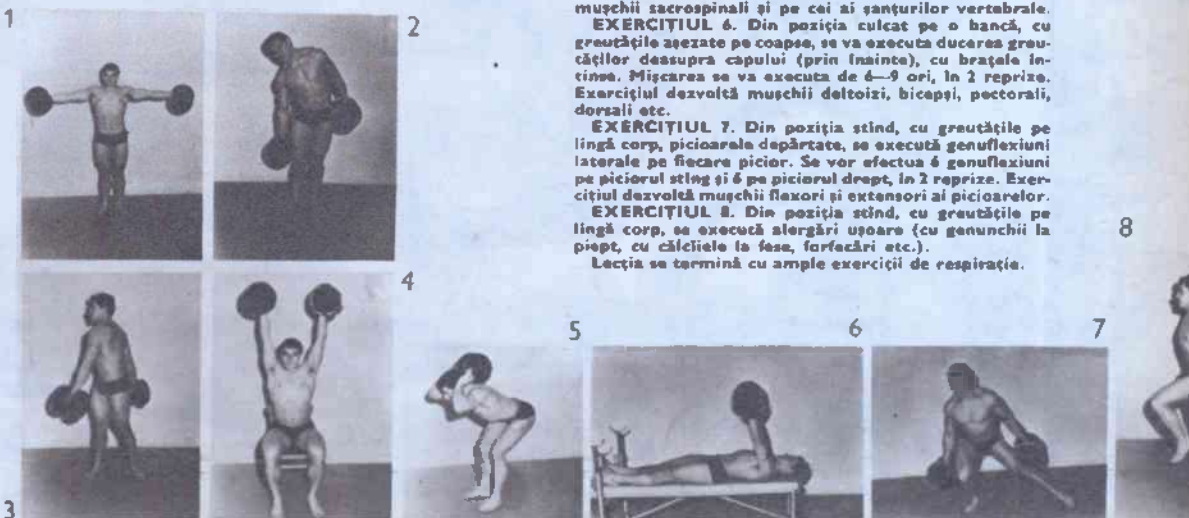 1
2
mușchii sacrospinali și pe cei ai șanțurilor vertebrale.
EXERCIȚIUL 6. Din poziția culcat pe o bancă, cu
greutățile așezate pe coapse, se va executa ducerea greu-
tăților deasupra capului (prin înainte), cu brațele în-
tinse. Mișcarea se va executa de 6—9 ori, în 2 reprize.
Exercițiul dezvoltă mușchii deltoizi, bicepși, pectorali,
dorsali etc.
EXERCIȚIUL 7. Din poziția stînd, cu greutățile pe
lîngă corp, picioarele depărtate, se execută genuflexiuni
laterale pe fiecare picior. Se vor efectua 6 genuflexiuni
pe piciorul stîng și 6 pe piciorul drept, în 2 reprize. Exer-
cițiul dezvoltă mușchii flexori și extensori ai picioarelor.
EXERCIȚIUL 8. Din poziția stînd, cu greutățile pe
lîngă corp, se execută alergări ușoare (cu genunchii la
piept, cu călcîiele la fese, forfecări etc.).
Lecția se termină cu ample exerciții de respirație.
8
4
5
6
7
3